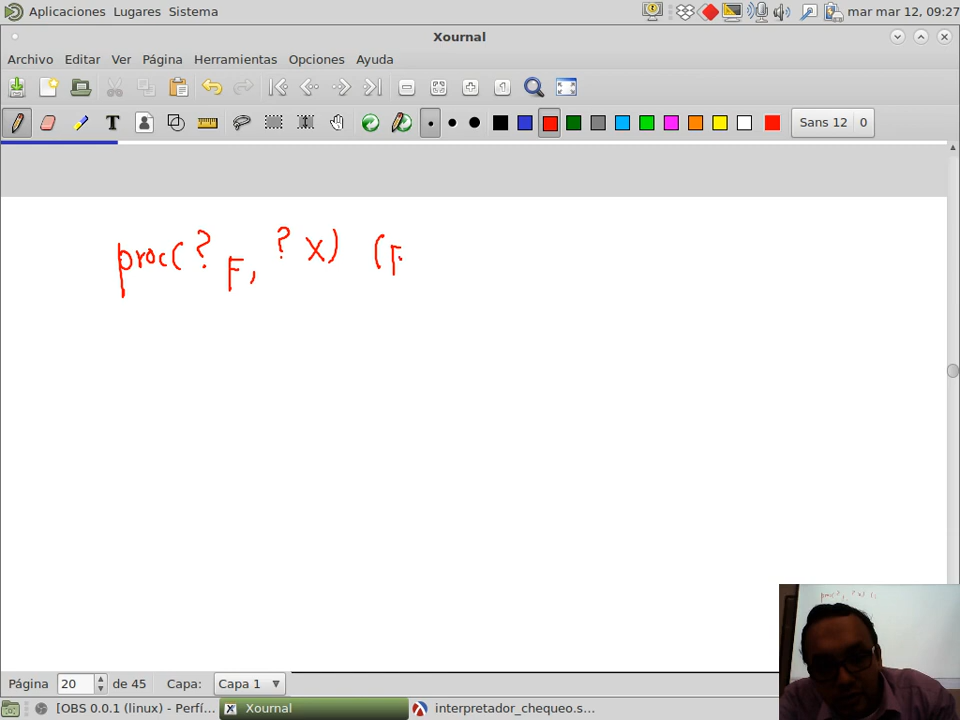 Aplicaciones Lugares Sistema mar mar 12, 09:27
Xournal
Archivo Editar Ver Página Herramientas Opciones Ayuda
T Sans 12 0
proc(? F, ? x) (F
Página 20 de 45 Capa: Capa 1
[OBS 0.0.1 (linux) - Perfí... Xournal interpretador_chequeo.s...